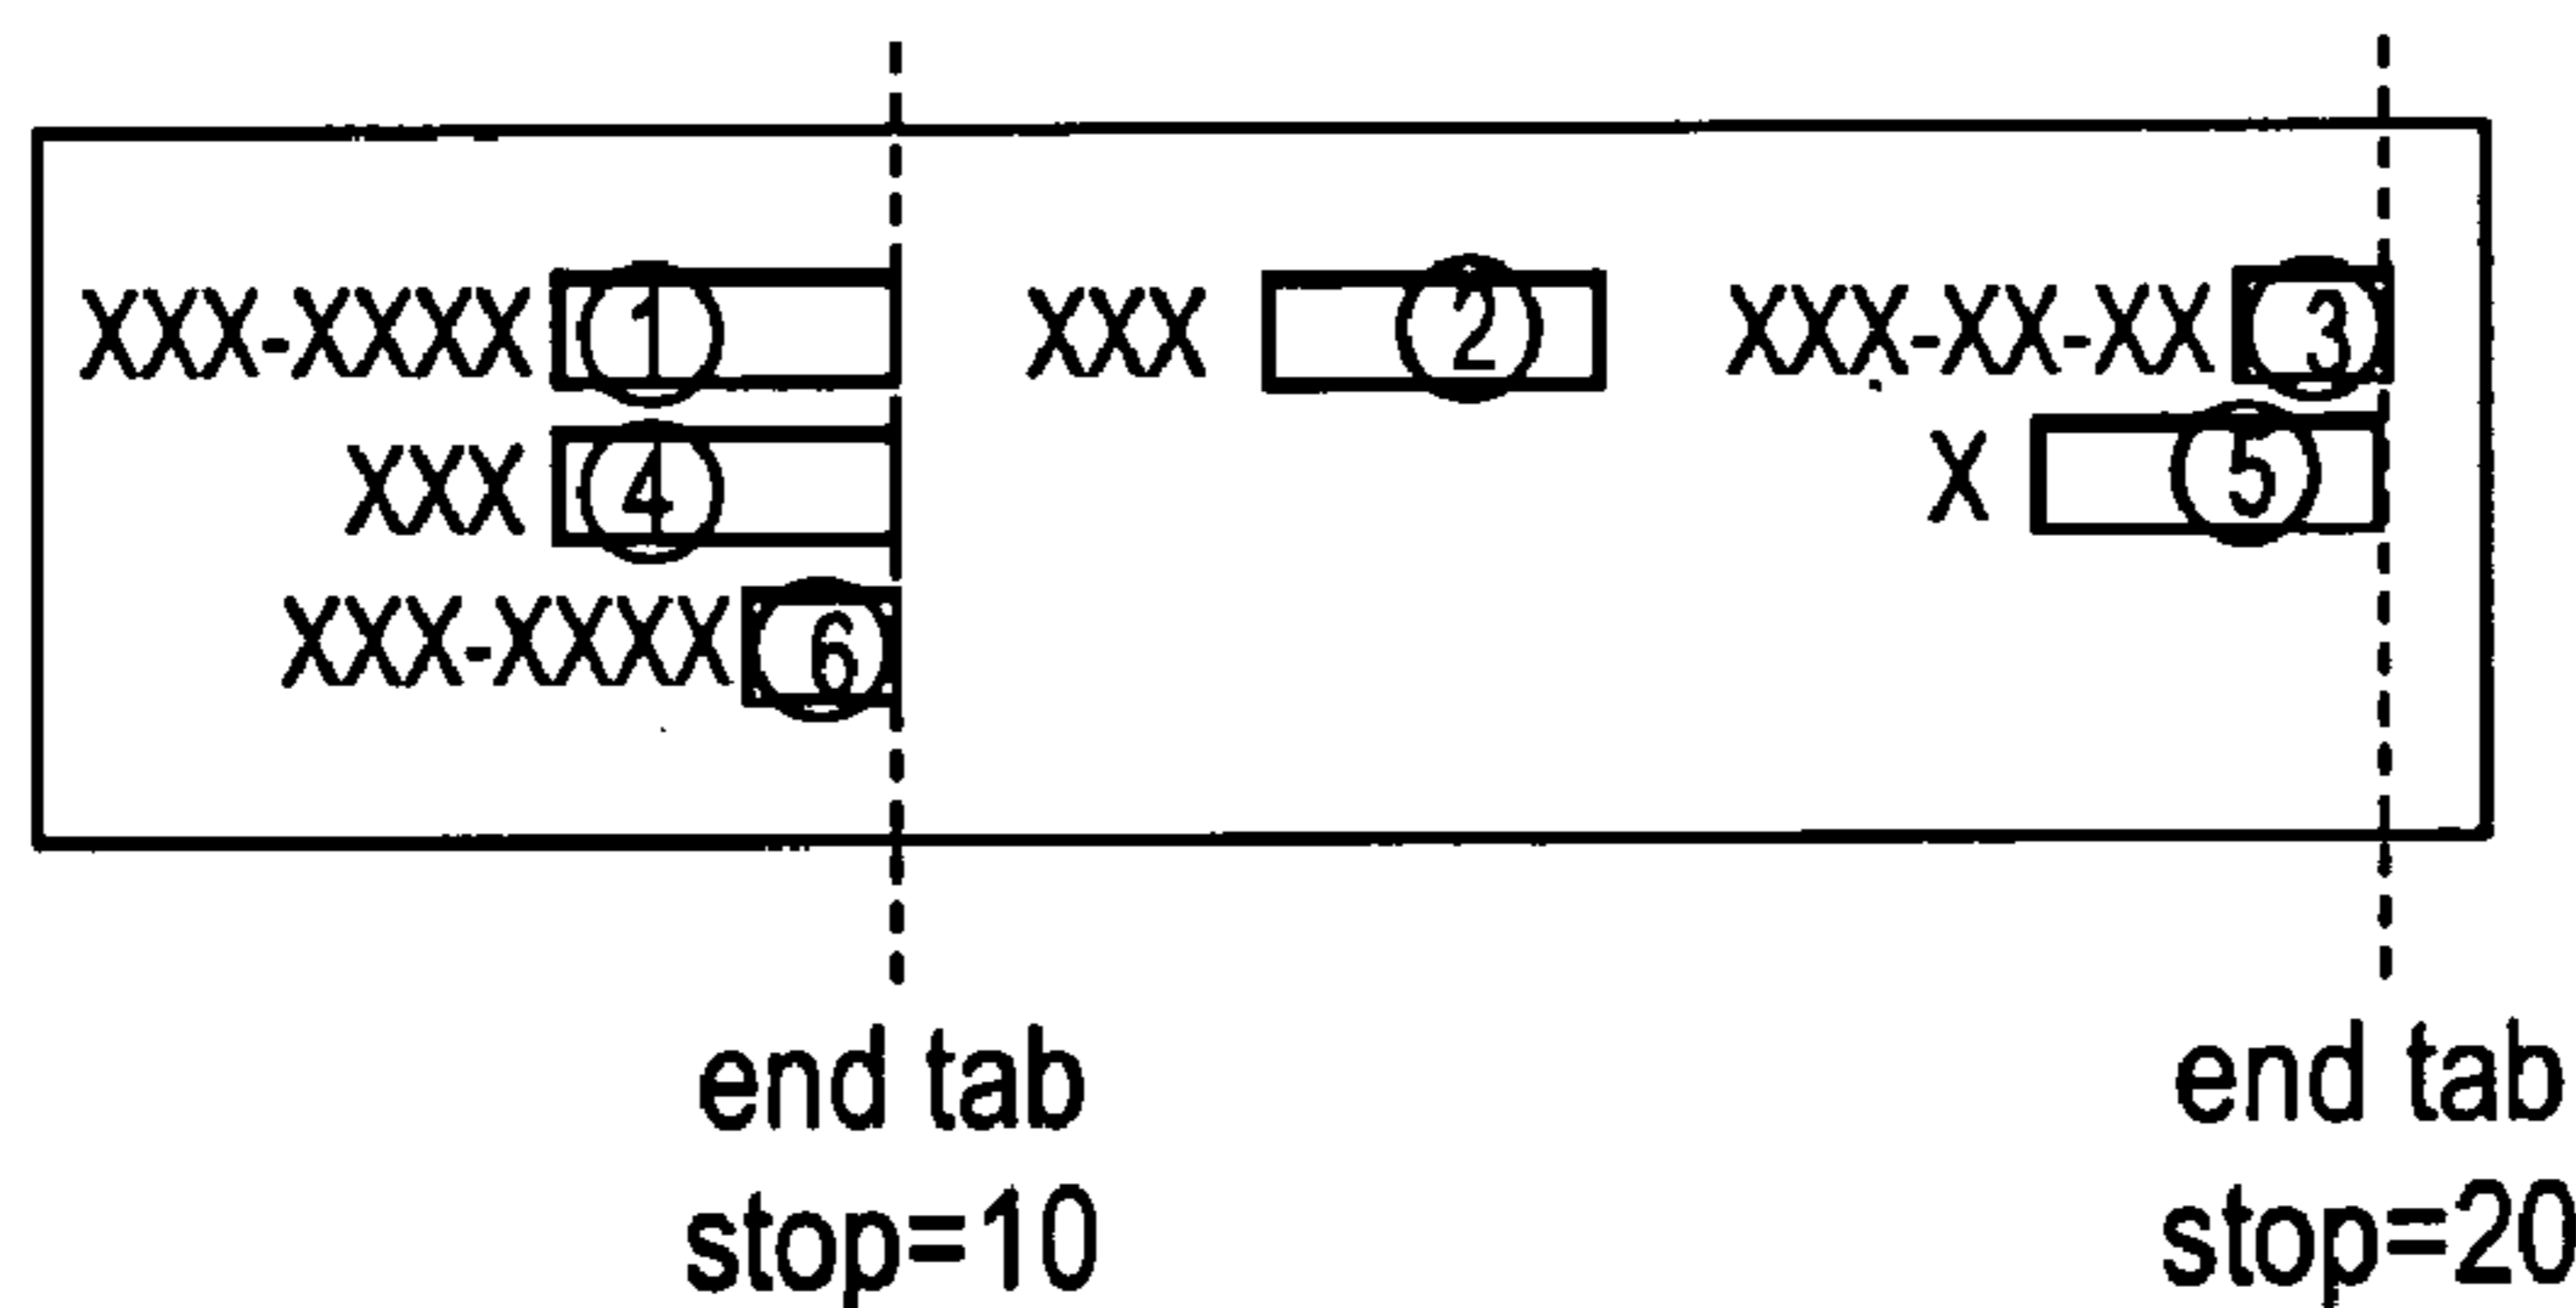 XXX-XXXX 1 XXX 2 XXX-XX-XX 3
XXX 4 X 5
XXX-XXXX 6
end tab
stop=10
end tab
stop=20